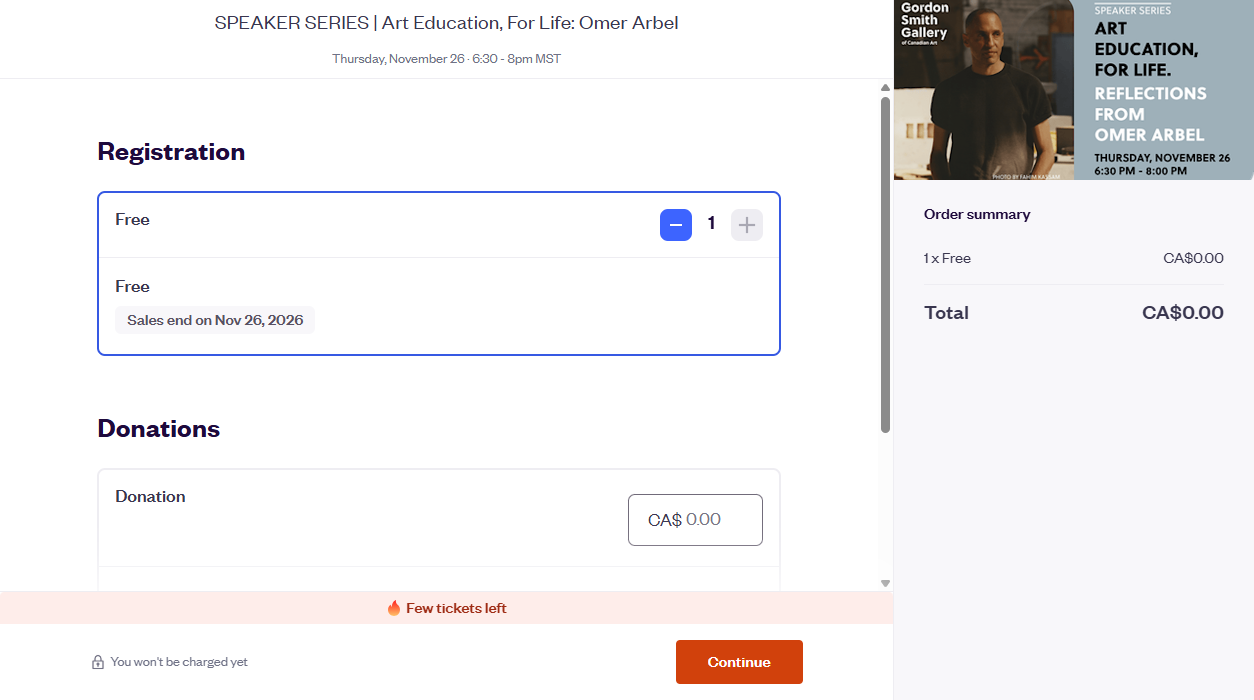 SPEAKER SERIES | Art Education, For Life: Omer Arbel
Thursday, November 26 · 6:30 - 8pm MST
Registration
Free
1
Free
Sales end on Nov 26, 2026
Donations
Donation
CA$ 0.00
Few tickets left
You won't be charged yet
Continue
Gordon
Smith
Gallery
of Canadian Art
PHOTO BY FAHIM KASSAM
SPEAKER SERIES
ART
EDUCATION,
FOR LIFE.
REFLECTIONS
FROM
OMER ARBEL
THURSDAY, NOVEMBER 26
6:30 PM - 8:00 PM
Order summary
1 x Free CA$0.00
Total CA$0.00